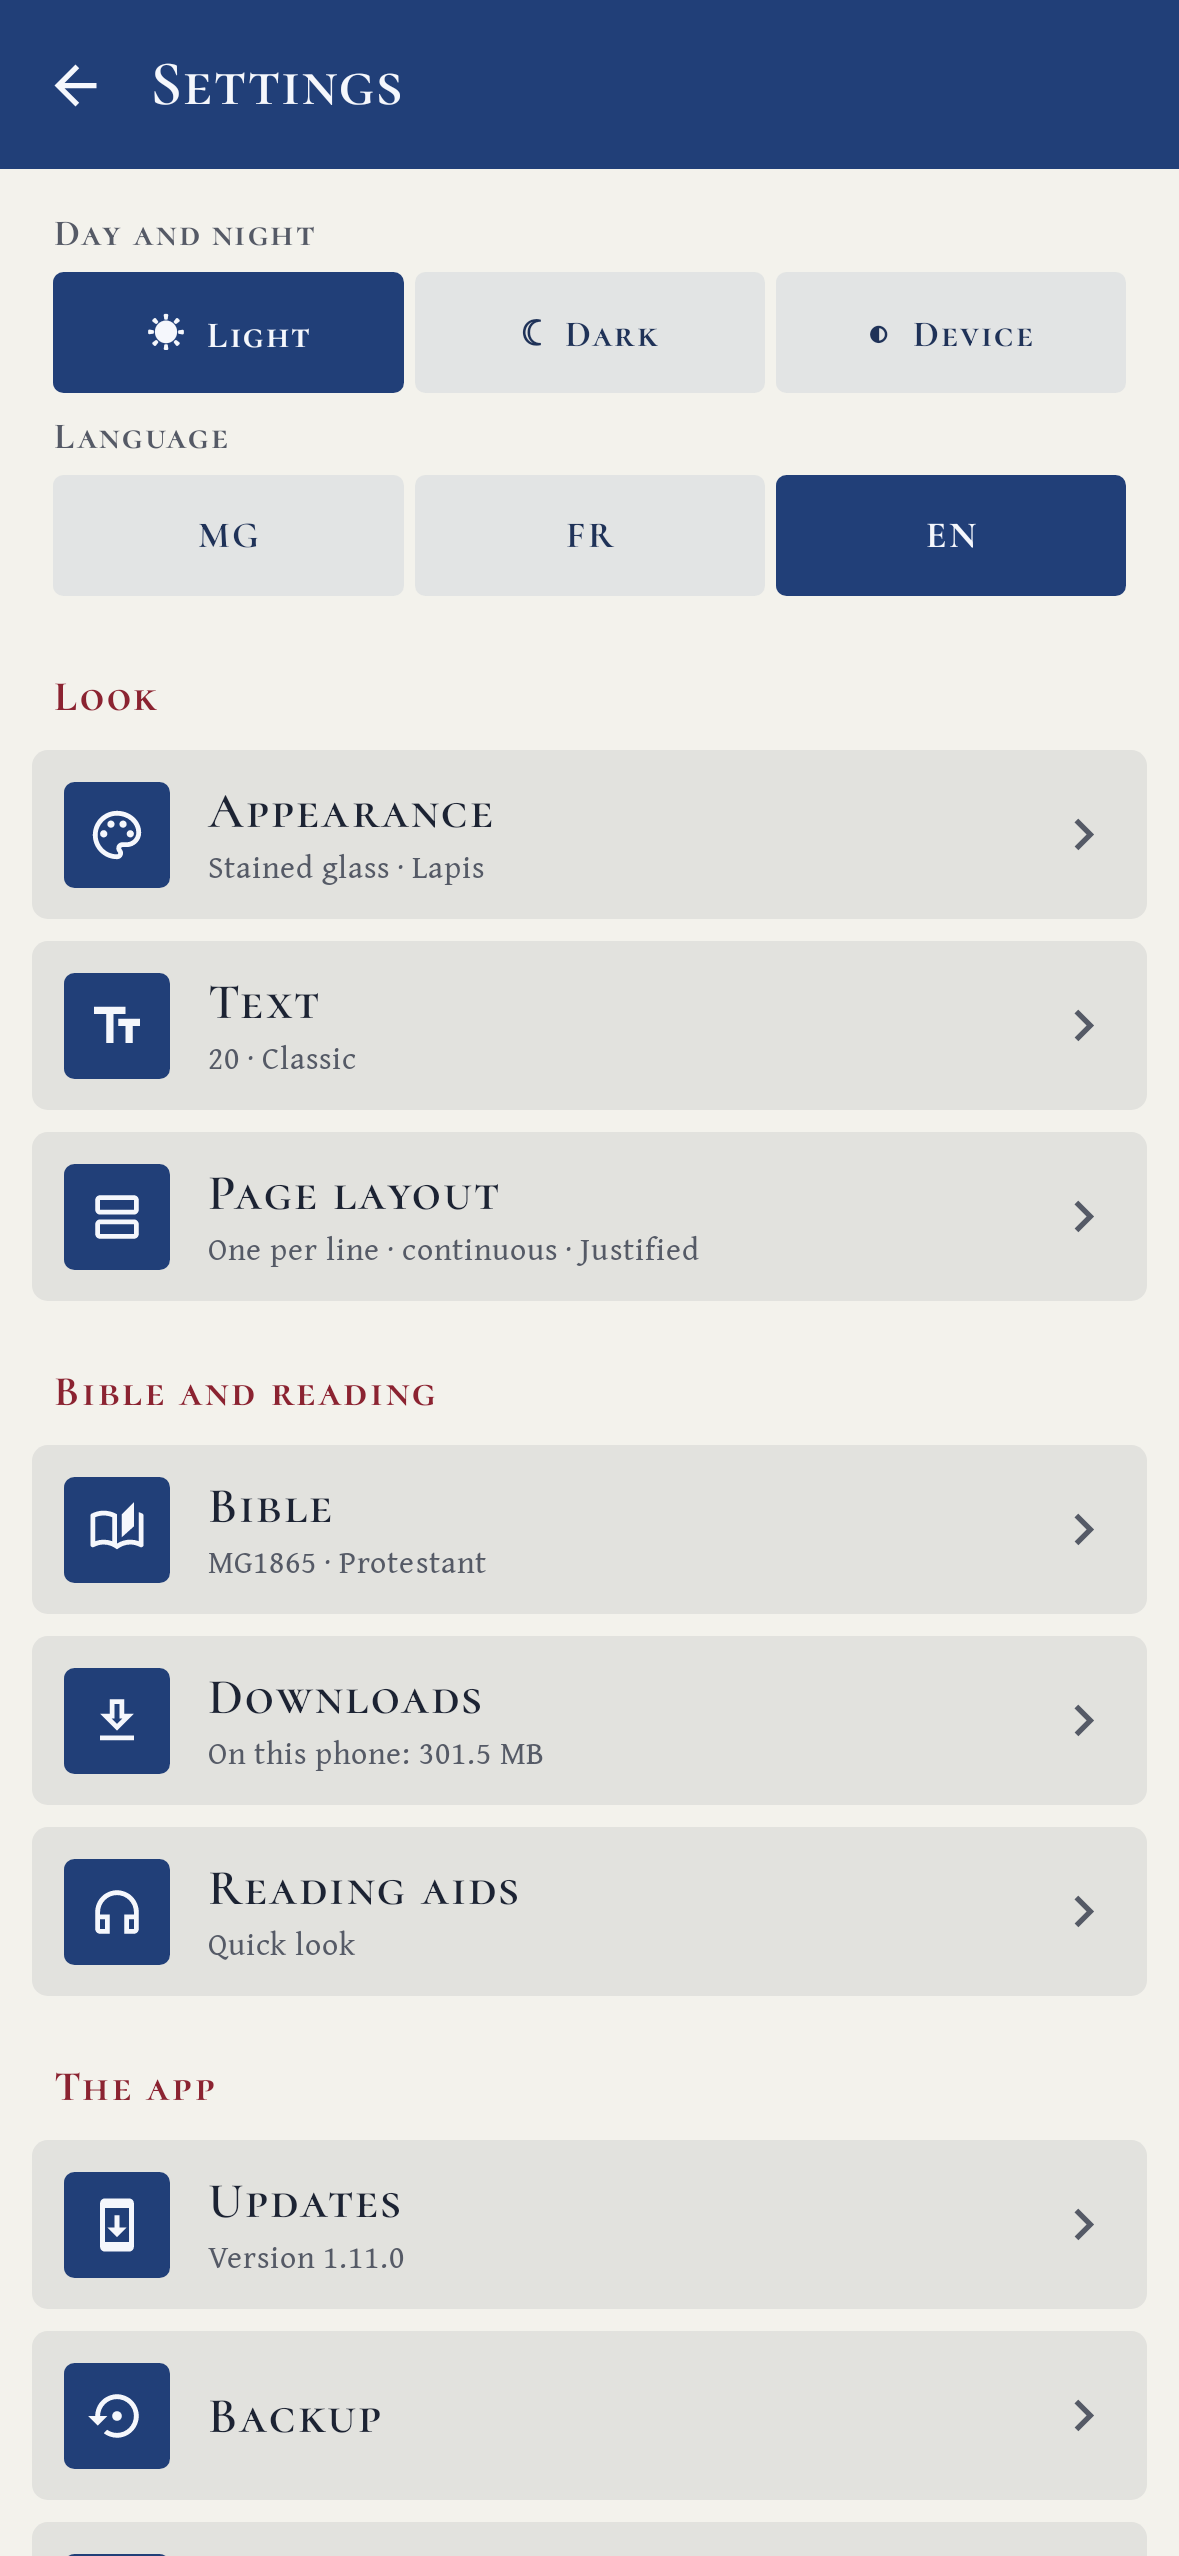 Settings
Day and night
Light
Dark
Device
Language
MG
FR
EN
Look
Appearance
Stained glass · Lapis
Text
20 · Classic
Page layout
One per line · continuous · Justified
Bible and reading
Bible
MG1865 · Protestant
Downloads
On this phone: 301.5 MB
Reading aids
Quick look
The app
Updates
Version 1.11.0
Backup